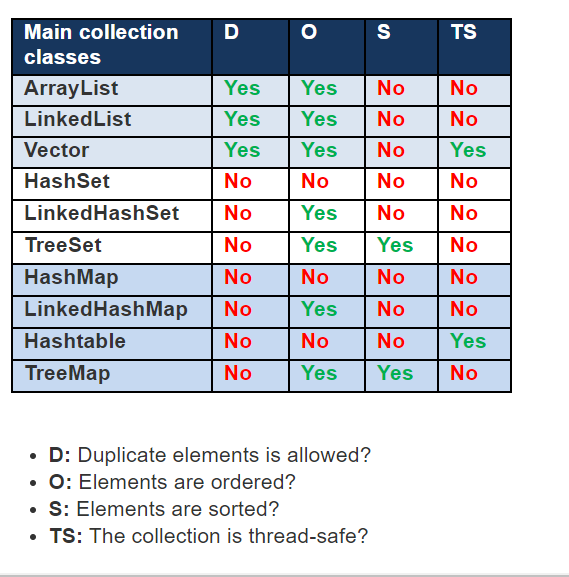 Main collection classes D O S TS
ArrayList Yes Yes No No
LinkedList Yes Yes No No
Vector Yes Yes No Yes
HashSet No No No No
LinkedHashSet No Yes No No
TreeSet No Yes Yes No
HashMap No No No No
LinkedHashMap No Yes No No
Hashtable No No No Yes
TreeMap No Yes Yes No
• D: Duplicate elements is allowed?
• O: Elements are ordered?
• S: Elements are sorted?
• TS: The collection is thread-safe?